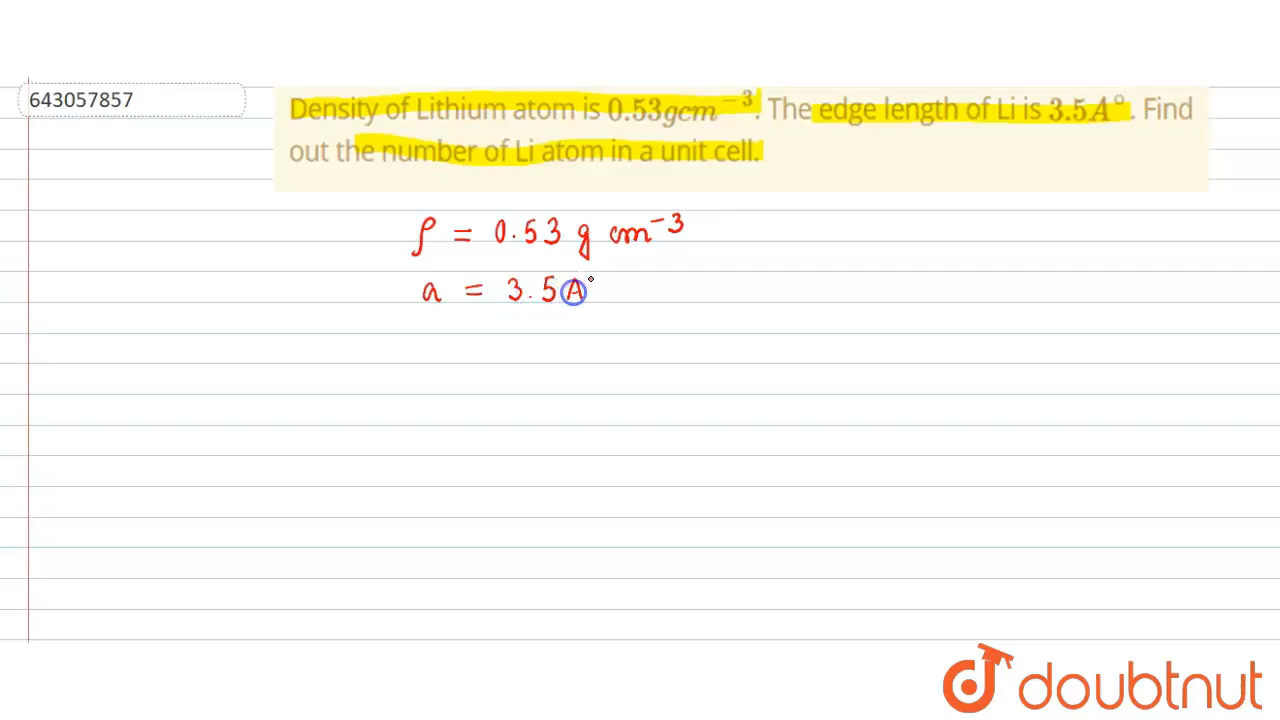 643057857
Density of Lithium atom is 0.53gcm⁻³. The edge length of Li is 3.5A°. Find
out the number of Li atom in a unit cell.
ρ = 0.53 g cm⁻³
a = 3.5A°
doubtnut